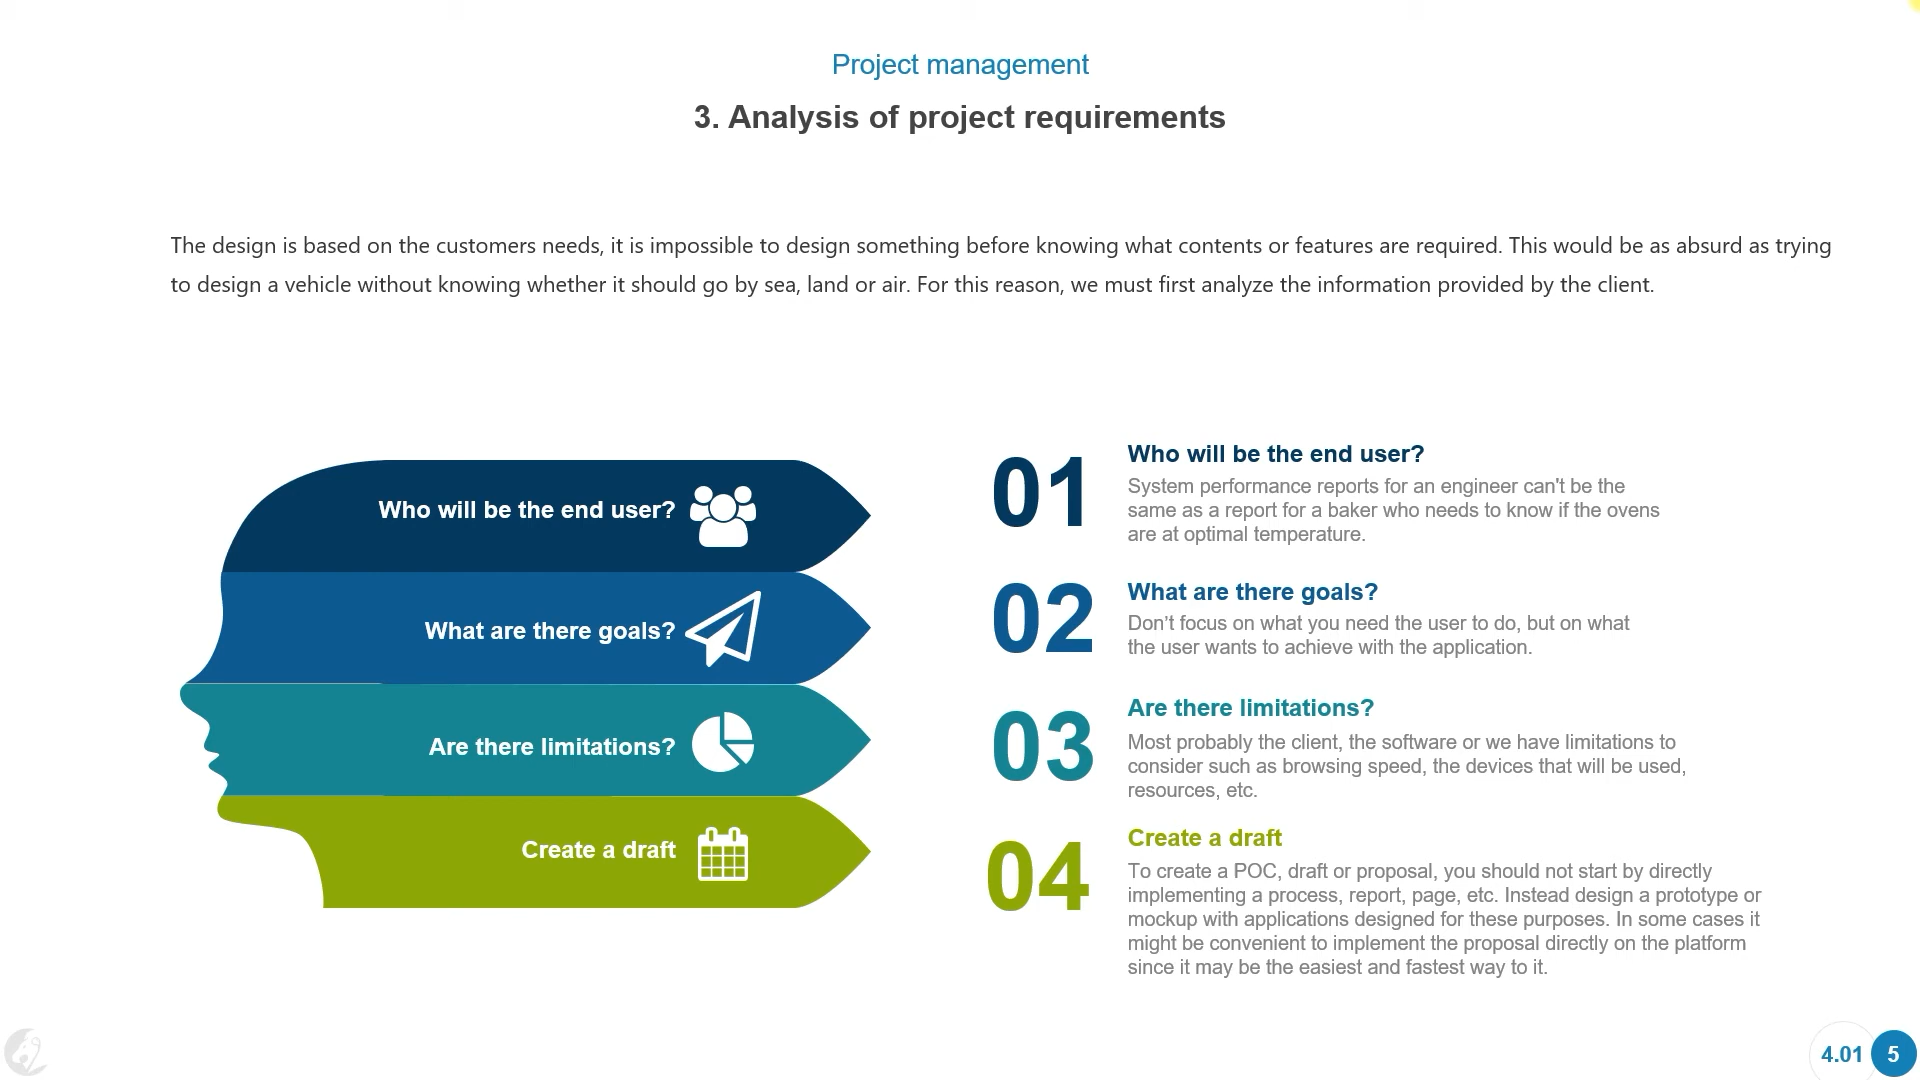 Project management
3. Analysis of project requirements
The design is based on the customers needs, it is impossible to design something before knowing what contents or features are required. This would be as absurd as trying
to design a vehicle without knowing whether it should go by sea, land or air. For this reason, we must first analyze the information provided by the client.
Who will be the end user?
What are there goals?
Are there limitations?
Create a draft
01
Who will be the end user?
System performance reports for an engineer can't be the
same as a report for a baker who needs to know if the ovens
are at optimal temperature.
02
What are there goals?
Don’t focus on what you need the user to do, but on what
the user wants to achieve with the application.
03
Are there limitations?
Most probably the client, the software or we have limitations to
consider such as browsing speed, the devices that will be used,
resources, etc.
04
Create a draft
To create a POC, draft or proposal, you should not start by directly
implementing a process, report, page, etc. Instead design a prototype or
mockup with applications designed for these purposes. In some cases it
might be convenient to implement the proposal directly on the platform
since it may be the easiest and fastest way to it.
4.01
5